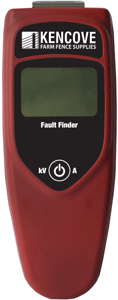 KENCOVE
FARM FENCE SUPPLIES
Fault Finder
kV A